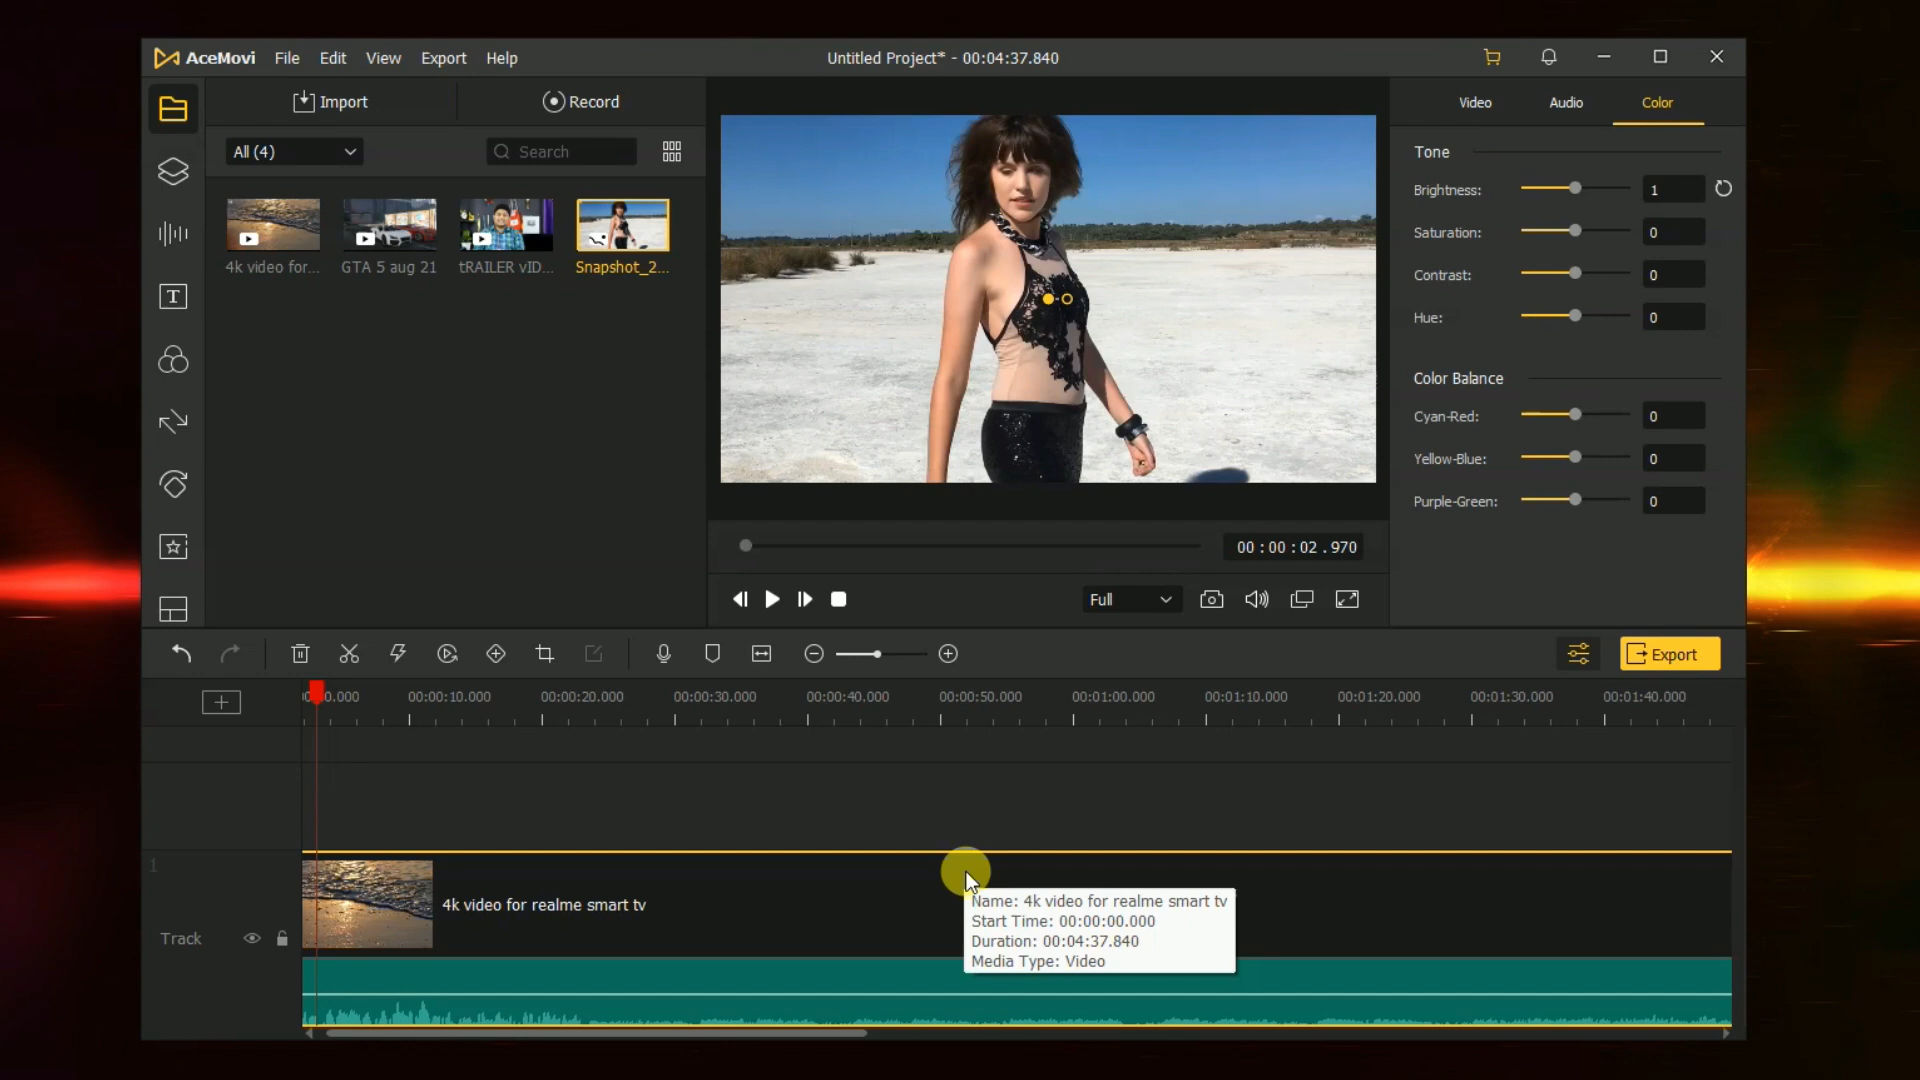 AceMovi File Edit View Export Help
Untitled Project* - 00:04:37.840
Import
Record
Video Audio Color
All (4)
Search
4k video for...
GTA 5 aug 21
tRAILER vID...
Snapshot_2...
Tone
Brightness: 1
Saturation: 0
Contrast: 0
Hue: 0
Color Balance
Cyan-Red: 0
Yellow-Blue: 0
Purple-Green: 0
00 : 00 : 02 . 970
Full
Export
0.000 00:00:10.000 00:00:20.000 00:00:30.000 00:00:40.000 00:00:50.000 00:01:00.000 00:01:10.000 00:01:20.000 00:01:30.000 00:01:40.000
1
4k video for realme smart tv
Track
Name: 4k video for realme smart tv
Start Time: 00:00:00.000
Duration: 00:04:37.840
Media Type: Video